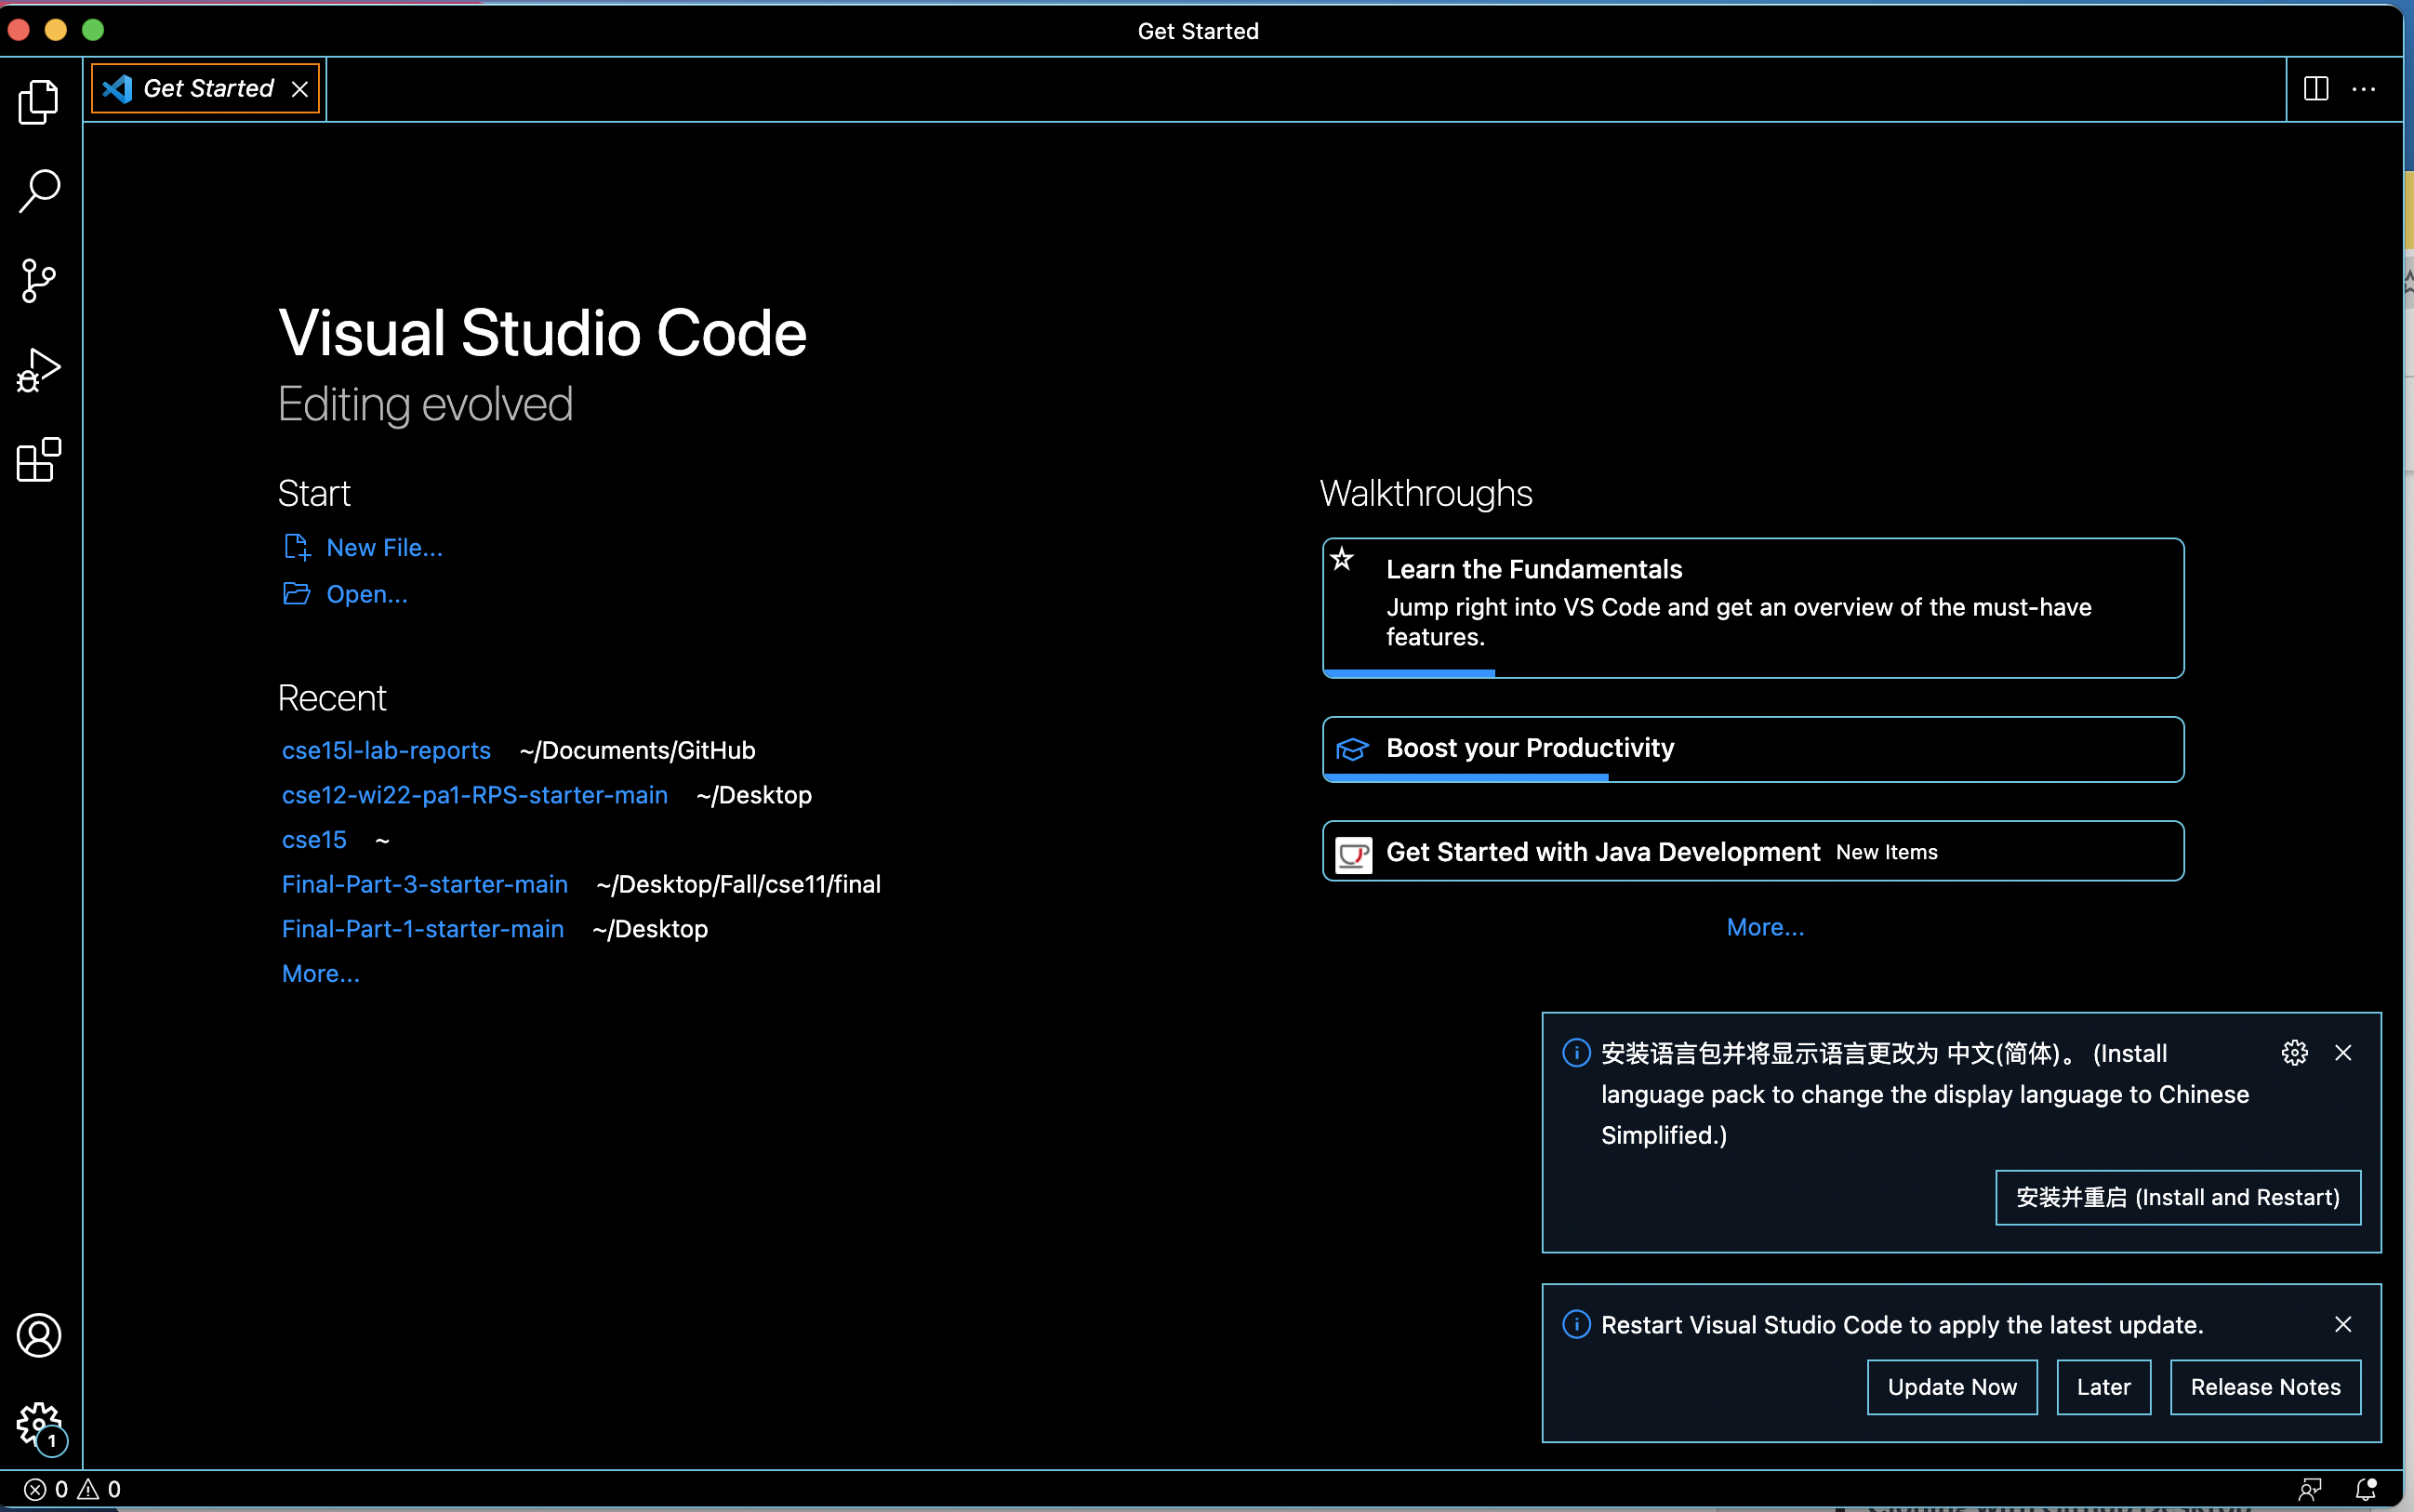 Get Started
Get Started
Visual Studio Code
Editing evolved
Start
New File...
Open...
Recent
cse15l-lab-reports ~/Documents/GitHub
cse12-wi22-pa1-RPS-starter-main ~/Desktop
cse15 ~
Final-Part-3-starter-main ~/Desktop/Fall/cse11/final
Final-Part-1-starter-main ~/Desktop
More...
Walkthroughs
Learn the Fundamentals
Jump right into VS Code and get an overview of the must-have
features.
Boost your Productivity
Get Started with Java Development New Items
More...
安装语言包并将显示语言更改为 中文(简体)。 (Install
language pack to change the display language to Chinese
Simplified.)
安装并重启 (Install and Restart)
Restart Visual Studio Code to apply the latest update.
Update Now Later Release Notes
1
0 0